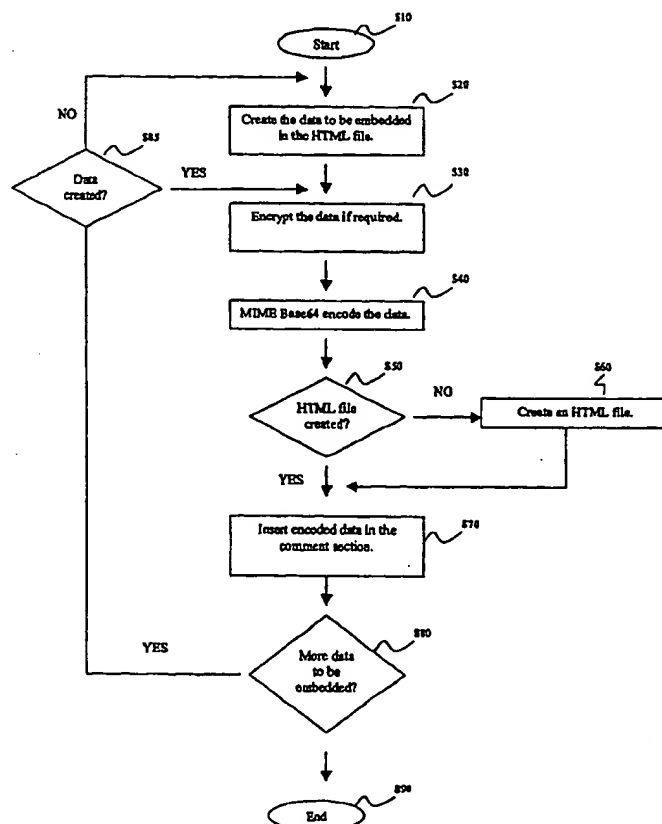 S10
Start
NO
S20
Create the data to be embedded
in the HTML file.
S85
Data
created?
YES
S30
Encrypt the data if required.
S40
MIME Base64 encode the data.
S50
HTML file
created?
NO
S60
Create an HTML file.
YES
S70
Insert encoded data in the
comment section.
S80
More data
to be
embedded?
YES
S90
End